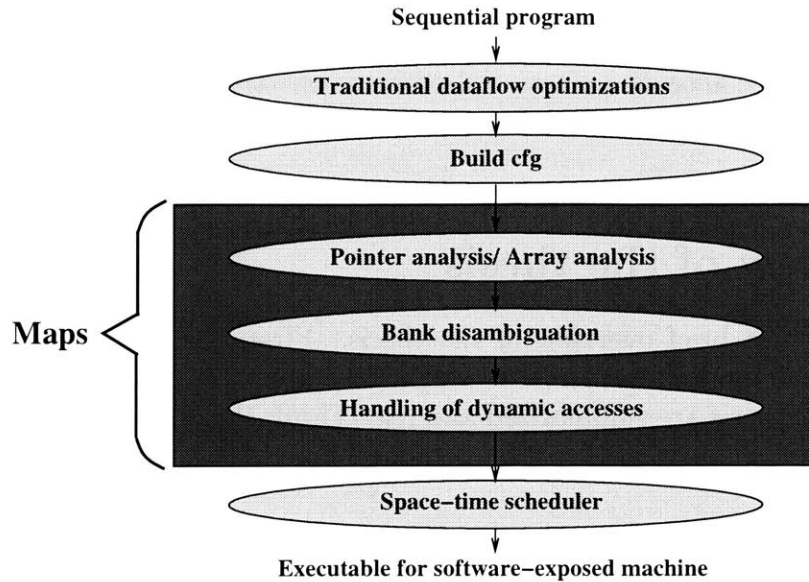 Sequential program
Traditional dataflow optimizations
Build cfg
Pointer analysis/ Array analysis
Maps
Bank disambiguation
Handling of dynamic accesses
Space-time scheduler
Executable for software-exposed machine